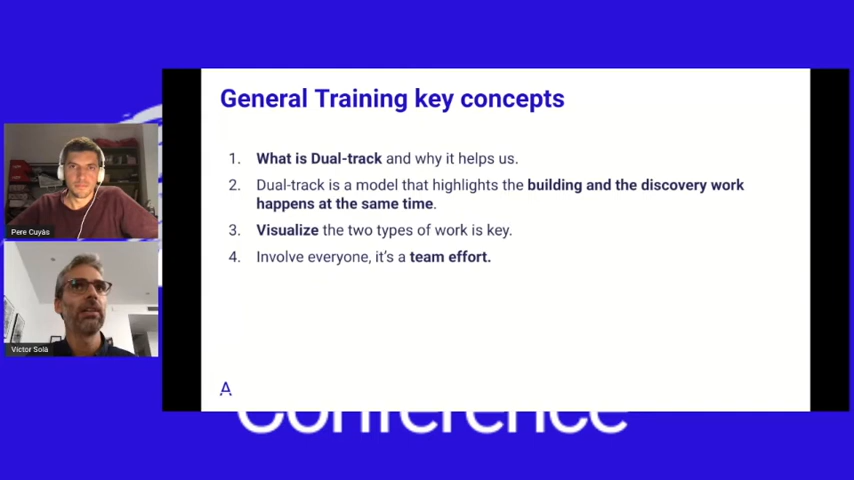 General Training key concepts
1. What is Dual-track and why it helps us.
2. Dual-track is a model that highlights the building and the discovery work
happens at the same time.
3. Visualize the two types of work is key.
4. Involve everyone, it's a team effort.
Pere Cuyàs
Víctor Solà
A
Conference